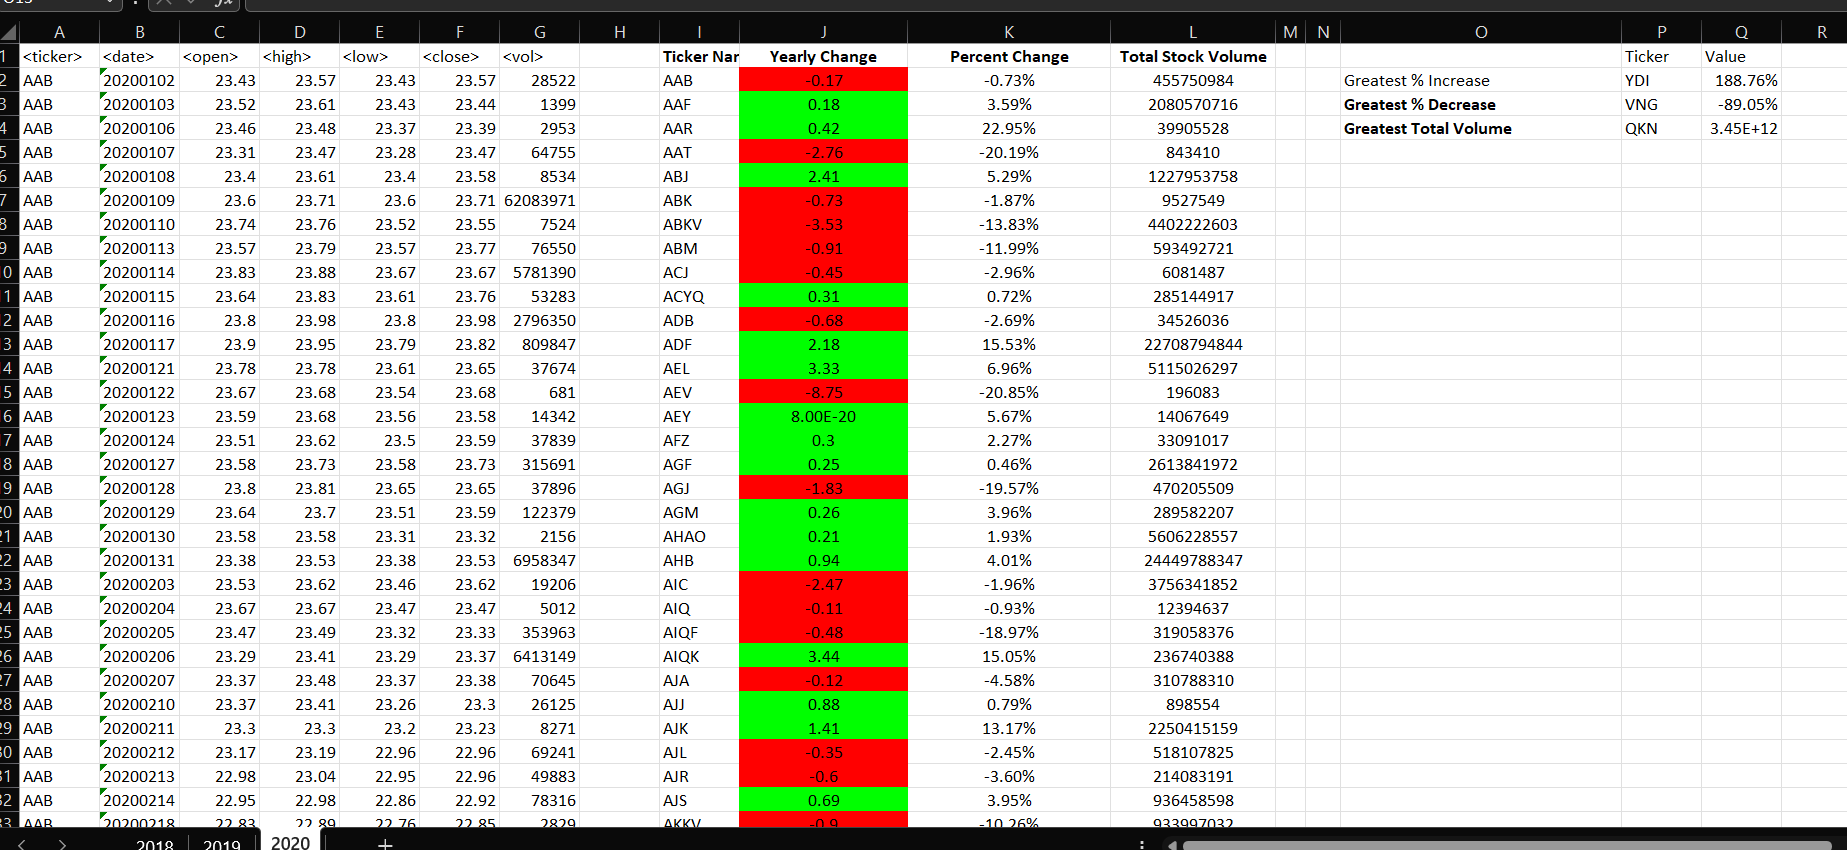 A B C D E F G H I J K L M N O P Q R
1 <ticker> <date> <open> <high> <low> <close> <vol> Ticker Nar Yearly Change Percent Change Total Stock Volume Ticker Value
2 AAB 20200102 23.43 23.57 23.43 23.57 28522 AAB -0.17 -0.73% 455750984 Greatest % Increase YDI 188.76%
3 AAB 20200103 23.52 23.61 23.43 23.44 1399 AAF 0.18 3.59% 2080570716 Greatest % Decrease VNG -89.05%
4 AAB 20200106 23.46 23.48 23.37 23.39 2953 AAR 0.42 22.95% 39905528 Greatest Total Volume QKN 3.45E+12
5 AAB 20200107 23.31 23.47 23.28 23.47 64755 AAT -2.76 -20.19% 843410
6 AAB 20200108 23.4 23.61 23.4 23.58 8534 ABJ 2.41 5.29% 1227953758
7 AAB 20200109 23.6 23.71 23.6 23.71 62083971 ABK -0.73 -1.87% 9527549
8 AAB 20200110 23.74 23.76 23.52 23.55 7524 ABKV -3.53 -13.83% 4402222603
9 AAB 20200113 23.57 23.79 23.57 23.77 76550 ABM -0.91 -11.99% 593492721
0 AAB 20200114 23.83 23.88 23.67 23.67 5781390 ACJ -0.45 -2.96% 6081487
1 AAB 20200115 23.64 23.83 23.61 23.76 53283 ACYQ 0.31 0.72% 285144917
2 AAB 20200116 23.8 23.98 23.8 23.98 2796350 ADB -0.68 -2.69% 34526036
3 AAB 20200117 23.9 23.95 23.79 23.82 809847 ADF 2.18 15.53% 22708794844
4 AAB 20200121 23.78 23.78 23.61 23.65 37674 AEL 3.33 6.96% 5115026297
5 AAB 20200122 23.67 23.68 23.54 23.68 681 AEV -8.75 -20.85% 196083
6 AAB 20200123 23.59 23.68 23.56 23.58 14342 AEY 8.00E-20 5.67% 14067649
7 AAB 20200124 23.51 23.62 23.5 23.59 37839 AFZ 0.3 2.27% 33091017
8 AAB 20200127 23.58 23.73 23.58 23.73 315691 AGF 0.25 0.46% 2613841972
9 AAB 20200128 23.8 23.81 23.65 23.65 37896 AGJ -1.83 -19.57% 470205509
20 AAB 20200129 23.64 23.7 23.51 23.59 122379 AGM 0.26 3.96% 289582207
21 AAB 20200130 23.58 23.58 23.31 23.32 2156 AHAO 0.21 1.93% 5606228557
22 AAB 20200131 23.38 23.53 23.38 23.53 6958347 AHB 0.94 4.01% 24449788347
23 AAB 20200203 23.53 23.62 23.46 23.62 19206 AIC -2.47 -1.96% 3756341852
24 AAB 20200204 23.67 23.67 23.47 23.47 5012 AIQ -0.11 -0.93% 12394637
25 AAB 20200205 23.47 23.49 23.32 23.33 353963 AIQF -0.48 -18.97% 319058376
26 AAB 20200206 23.29 23.41 23.29 23.37 6413149 AIQK 3.44 15.05% 236740388
27 AAB 20200207 23.37 23.48 23.37 23.38 70645 AJA -0.12 -4.58% 310788310
28 AAB 20200210 23.37 23.41 23.26 23.3 26125 AJJ 0.88 0.79% 898554
29 AAB 20200211 23.3 23.3 23.2 23.23 8271 AJK 1.41 13.17% 2250415159
30 AAB 20200212 23.17 23.19 22.96 22.96 69241 AJL -0.35 -2.45% 518107825
31 AAB 20200213 22.98 23.04 22.95 22.96 49883 AJR -0.6 -3.60% 214083191
32 AAB 20200214 22.95 22.98 22.86 22.92 78316 AJS 0.69 3.95% 936458598
33 AAB 20200218 22.83 22.89 22.76 22.85 2829 AKKV -0.9 -10.26% 933997032
2018 2019 2020 +